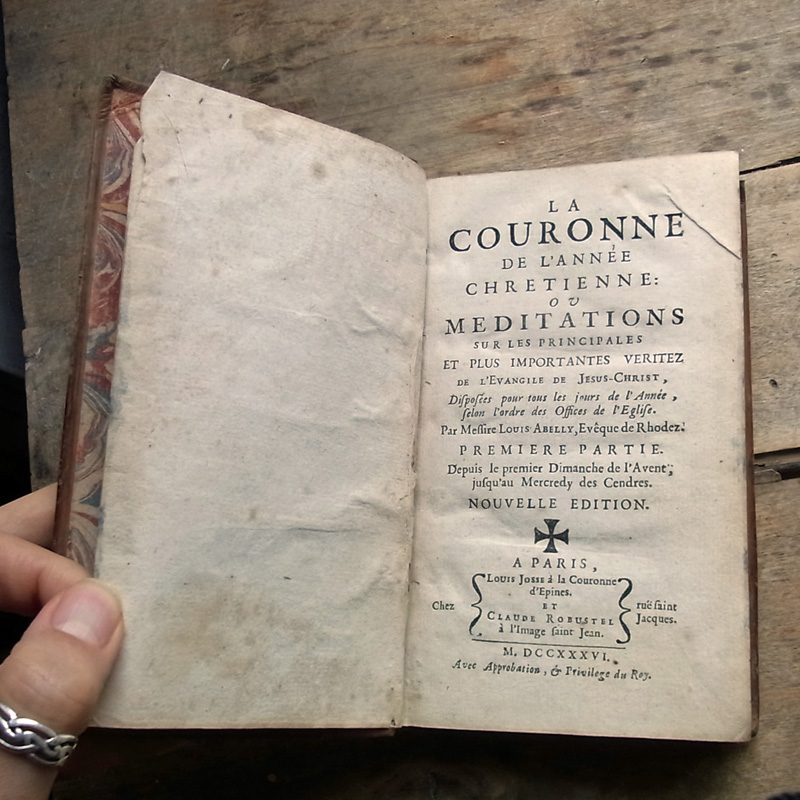 LA
COURONNE
DE L'ANNÉE
CHRETIENNE:
OU
MEDITATIONS
SUR LES PRINCIPALES
ET PLUS IMPORTANTES VERITEZ
DE L'EVANGILE DE JESUS-CHRIST,
Disposées pour tous les jours de l'Année,
selon l'ordre des Offices de l'Eglise.
Par Meſſire LOUIS ABELLY, Evêque de Rhodez.
PREMIERE PARTIE.
Depuis le premier Dimanche de l'Avent,
juſqu'au Mercredy des Cendres.
NOUVELLE EDITION.
A PARIS,
Chez
LOUIS JOSSE à la Couronne
d'Epines.
ET
CLAUDE ROBUSTEL
à l'Image ſaint Jean.
ruë ſaint
Jacques.
M. DCCXXXVI.
Avec Approbation, & Privilege du Roy.